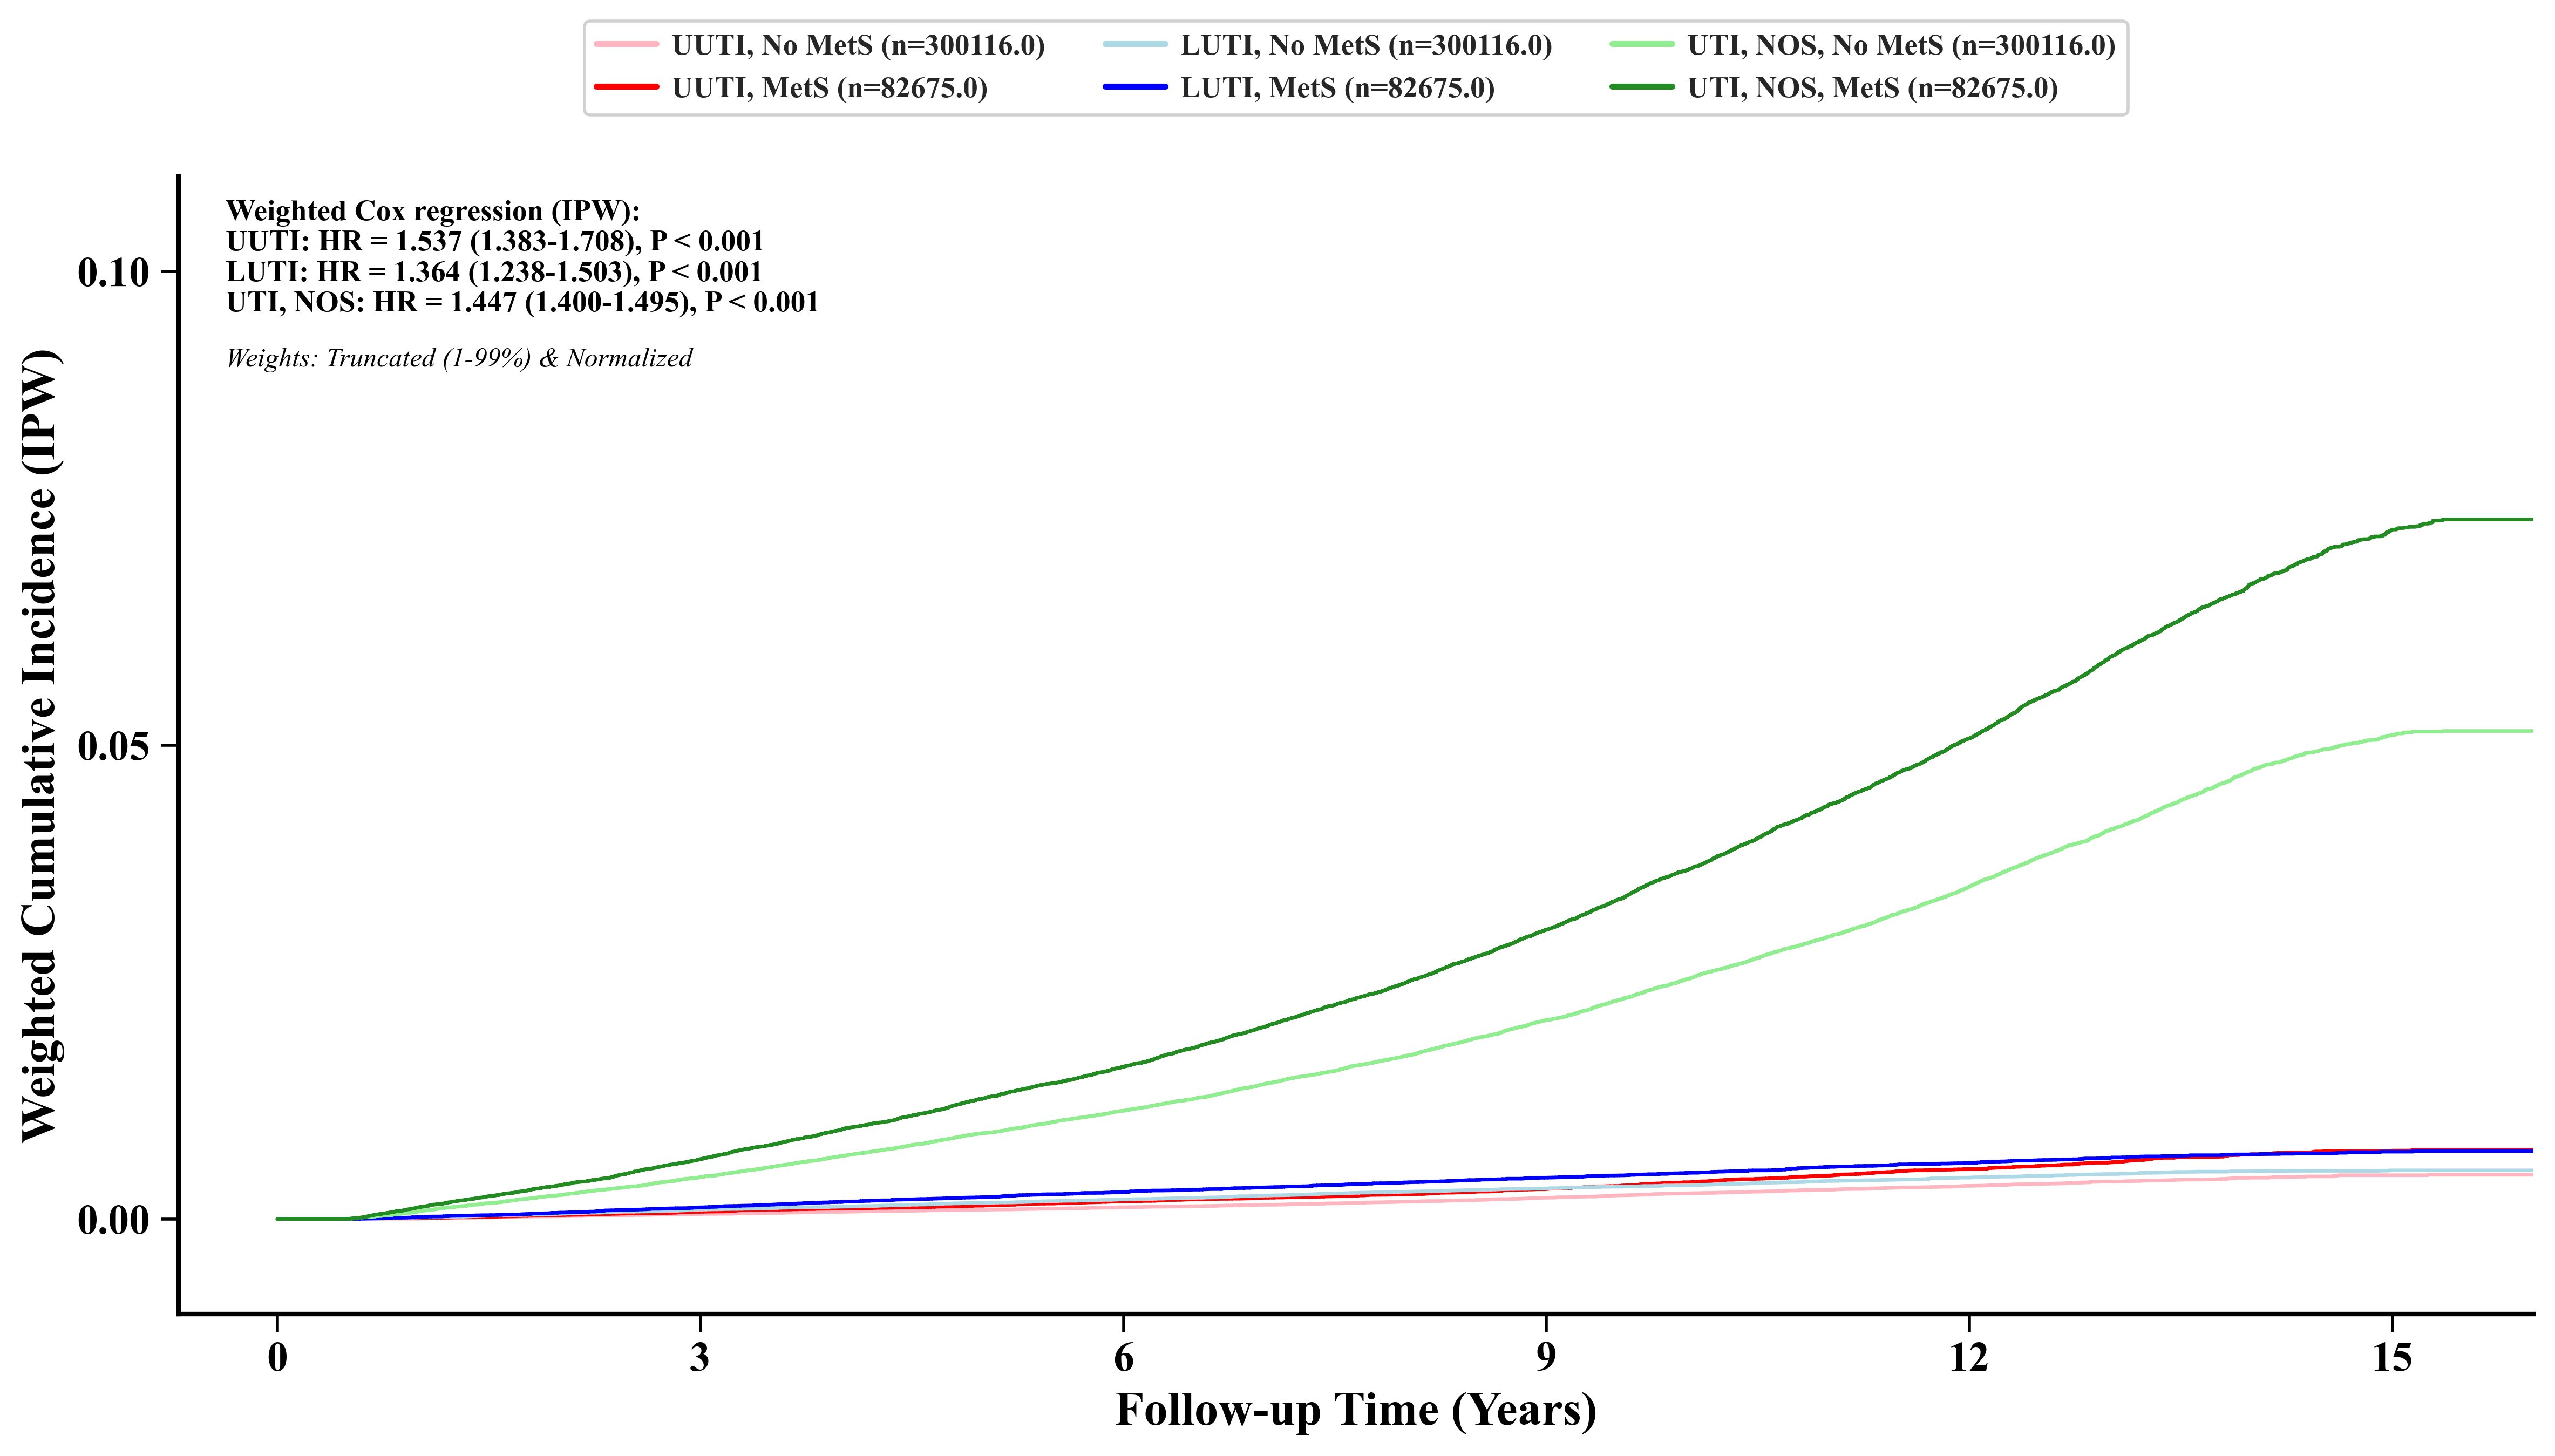 UUTI, No MetS (n=300116.0)
LUTI, No MetS (n=300116.0)
UTI, NOS, No MetS (n=300116.0)
UUTI, MetS (n=82675.0)
LUTI, MetS (n=82675.0)
UTI, NOS, MetS (n=82675.0)
Weighted Cox regression (IPW):
UUTI: HR = 1.537 (1.383-1.708), P < 0.001
LUTI: HR = 1.364 (1.238-1.503), P < 0.001
UTI, NOS: HR = 1.447 (1.400-1.495), P < 0.001
Weights: Truncated (1-99%) & Normalized
Weighted Cumulative Incidence (IPW)
0.10
0.05
0.00
0
3
6
9
12
15
Follow-up Time (Years)